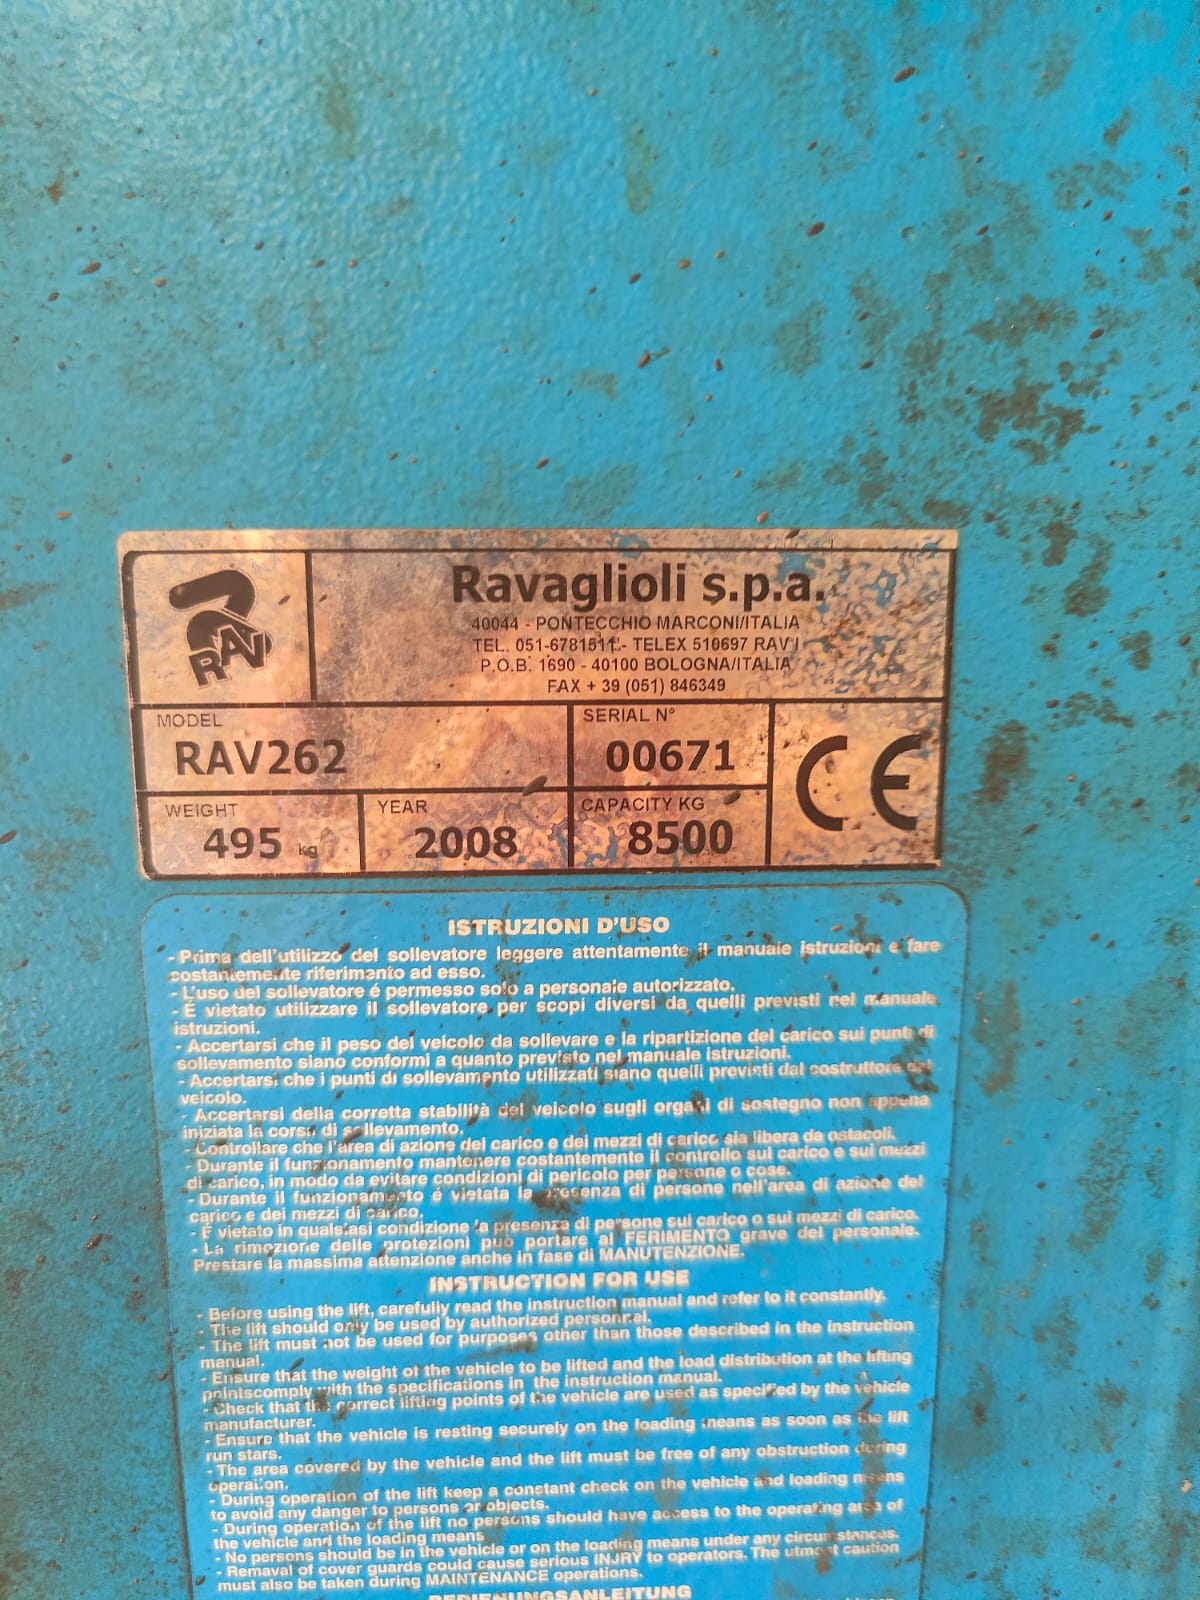 RAV
Ravaglioli s.p.a.
40044 - PONTECCHIO MARCONI/ITALIA
TEL. 051-6781511 - TELEX 510697 RAV I
P.O.B. 1690 - 40100 BOLOGNA/ITALIA
FAX + 39 (051) 846349
MODEL
RAV262
SERIAL N°
00671
CE
WEIGHT
495 kg
YEAR
2008
CAPACITY KG
8500
ISTRUZIONI D'USO
- Prima dell'utilizzo del sollevatore leggere attentamente il manuale istruzioni e fare
costantemente riferimento ad esso.
- L'uso del sollevatore é permesso solo a personale autorizzato.
- É vietato utilizzare il sollevatore per scopi diversi da quelli previsti nel manuale
istruzioni.
- Accertarsi che il peso del veicolo da sollevare e la ripartizione del carico sui punti di
sollevamento siano conformi a quanto previsto nel manuale istruzioni.
- Accertarsi che i punti di sollevamento utilizzati siano quelli previsti dal costruttore del
veicolo.
- Accertarsi della corretta stabilità del veicolo sugli organi di sostegno non appena
iniziata la corsa di sollevamento.
- Controllare che l'area di azione del carico e dei mezzi di carico sia libera da ostacoli.
- Durante il funzionamento mantenere costantemente il controllo sul carico e sui mezzi
di carico, in modo da evitare condizioni di pericolo per persone o cose.
- Durante il funzionamento é vietata la presenza di persone nell'area di azione del
carico e dei mezzi di carico.
- É vietato in qualsiasi condizione la presenza di persone sul carico o sui mezzi di carico.
- La rimozione delle protezioni può portare al FERIMENTO grave del personale.
Prestare la massima attenzione anche in fase di MANUTENZIONE.
INSTRUCTION FOR USE
- Before using the lift, carefully read the instruction manual and refer to it constantly.
- The lift should only be used by authorized personnel.
- The lift must not be used for purposes other than those described in the instruction
manual.
- Ensure that the weight of the vehicle to be lifted and the load distribution at the lifting
pointscomply with the specifications in the instruction manual.
- Check that the correct lifting points of the vehicle are used as specified by the vehicle
manufacturer.
- Ensure that the vehicle is resting securely on the loading means as soon as the lift
run stars.
- The area covered by the vehicle and the lift must be free of any obstruction during
operation.
- During operation of the lift keep a constant check on the vehicle and loading means
to avoid any danger to persons or objects.
- During operation of the lift no persons should have access to the operating area of
the vehicle and the loading means
- No persons should be in the vehicle or on the loading means under any circumstances.
- Remaval of cover guards could cause serious INJRY to operators. The utmost caution
must also be taken during MAINTENANCE operations.
BEDIENUNGSANLEITUNG